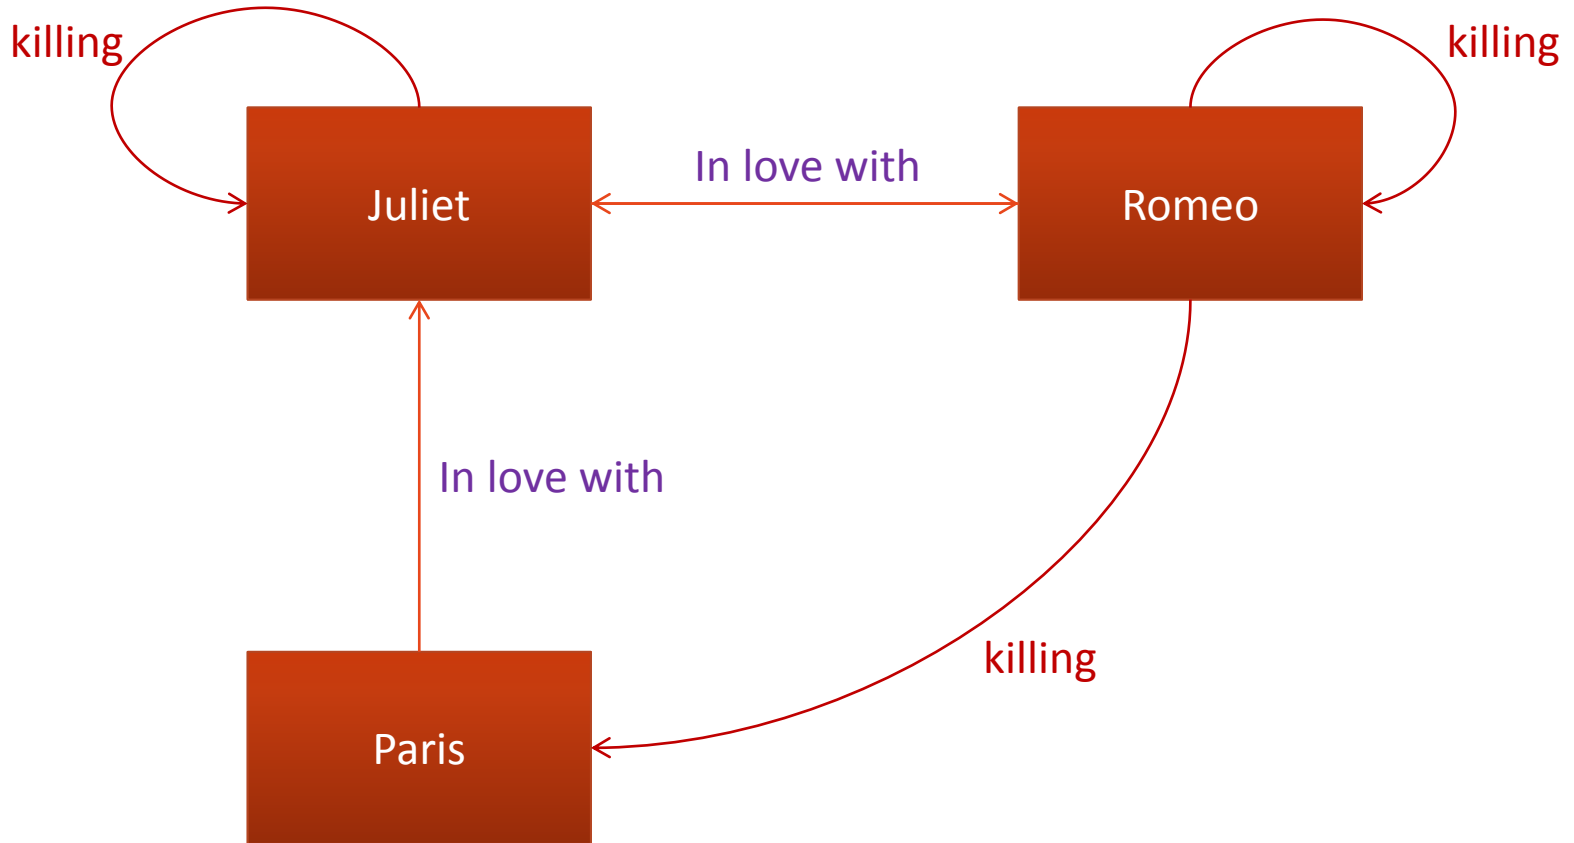 killing
killing
In love with
Juliet
Romeo
In love with
killing
Paris